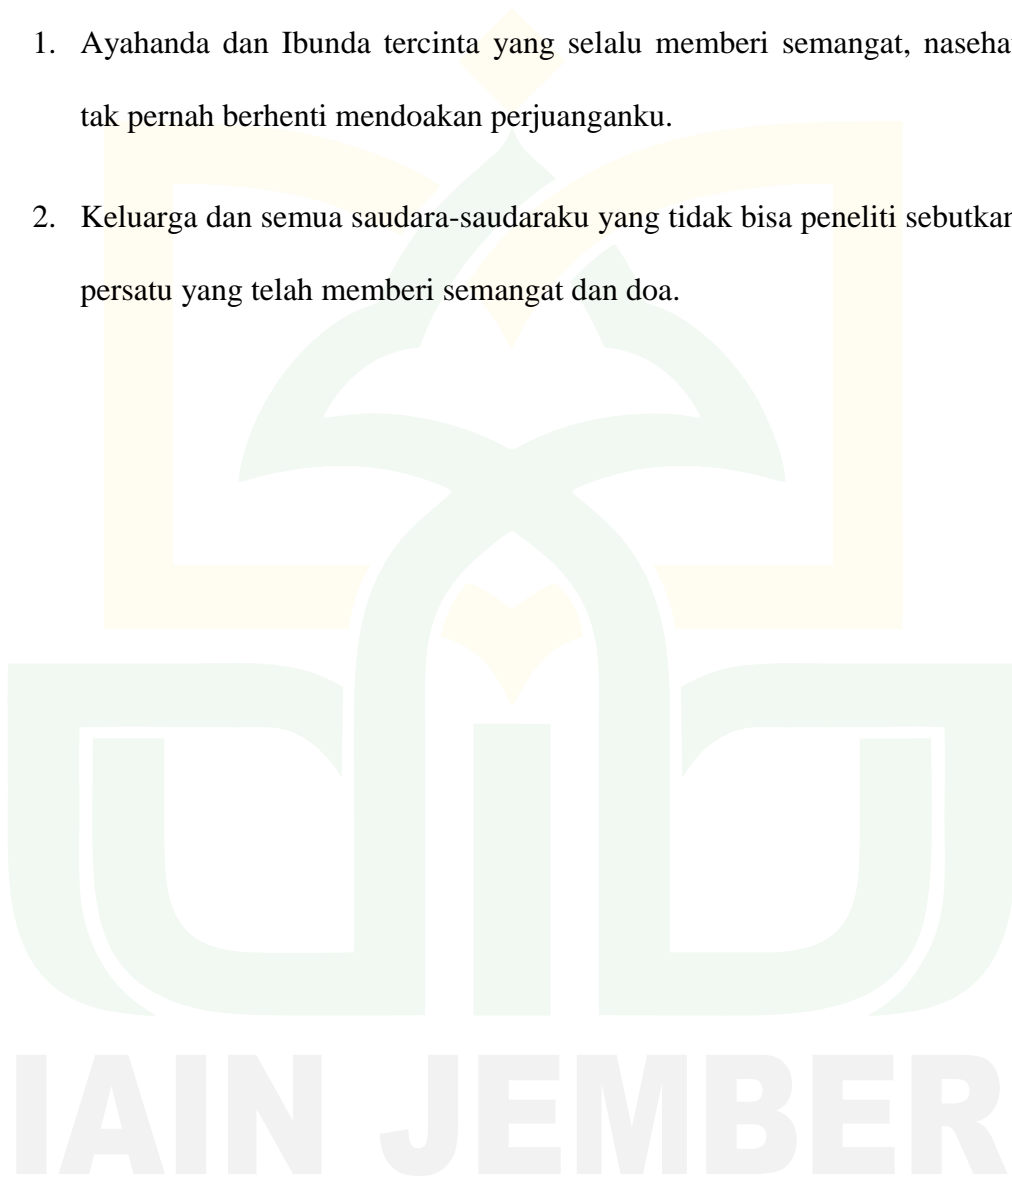 1. Ayahanda dan Ibunda tercinta yang selalu memberi semangat,
tak pernah berhenti mendoakan perjuanganku.
2. Keluarga dan semua saudara-saudaraku yang tidak bisa peneliti
persatu yang telah memberi semangat dan doa.
IAIN JEMBER